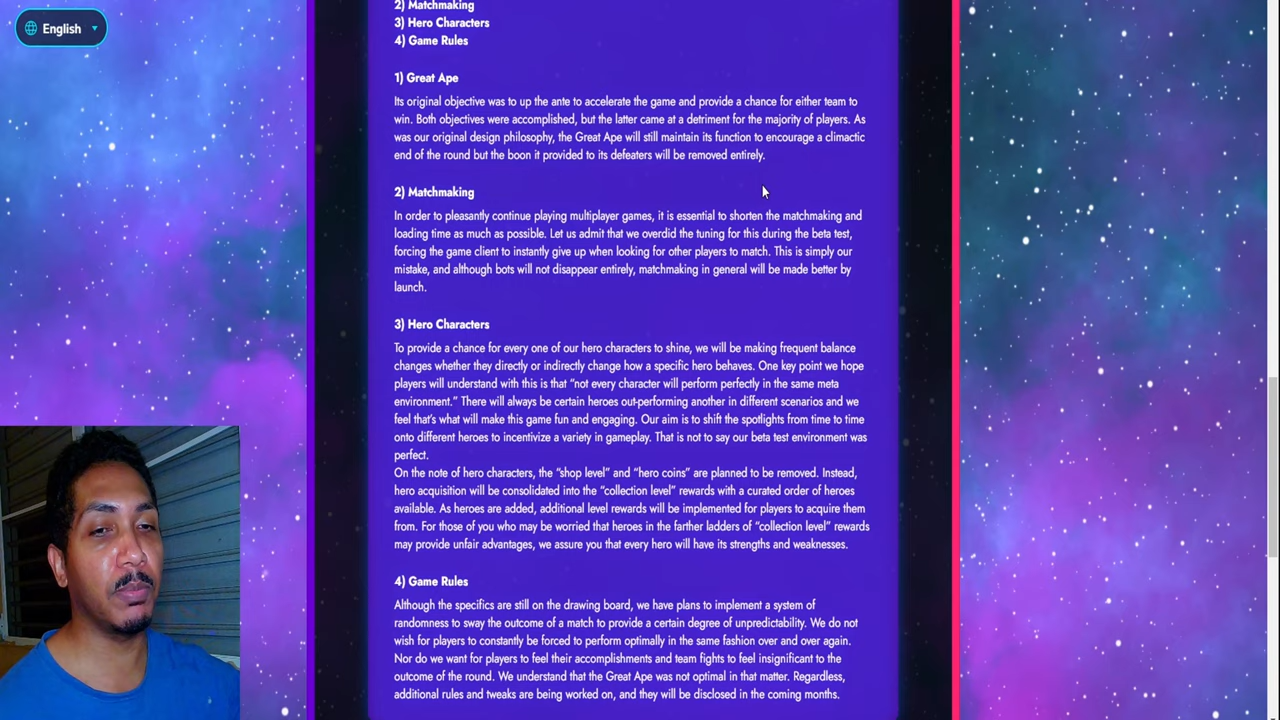 English
2) Matchmaking
3) Hero Characters
4) Game Rules
1) Great Ape
Its original objective was to up the ante to accelerate the game and provide a chance for either team to
win. Both objectives were accomplished, but the latter came at a detriment for the majority of players. As
was our original design philosophy, the Great Ape will still maintain its function to encourage a climactic
end of the round but the boon it provided to its defeaters will be removed entirely.
2) Matchmaking
In order to pleasantly continue playing multiplayer games, it is essential to shorten the matchmaking and
loading time as much as possible. Let us admit that we overdid the tuning for this during the beta test,
forcing the game client to instantly give up when looking for other players to match. This is simply our
mistake, and although bots will not disappear entirely, matchmaking in general will be made better by
launch.
3) Hero Characters
To provide a chance for every one of our hero characters to shine, we will be making frequent balance
changes whether they directly or indirectly change how a specific hero behaves. One key point we hope
players will understand with this is that “not every character will perform perfectly in the same meta
environment.” There will always be certain heroes out-performing another in different scenarios and we
feel that’s what will make this game fun and engaging. Our aim is to shift the spotlights from time to time
onto different heroes to incentivize a variety in gameplay. That is not to say our beta test environment was
perfect.
On the note of hero characters, the “shop level” and “hero coins” are planned to be removed. Instead,
hero acquisition will be consolidated into the “collection level” rewards with a curated order of heroes
available. As heroes are added, additional level rewards will be implemented for players to acquire them
from. For those of you who may be worried that heroes in the farther ladders of “collection level” rewards
may provide unfair advantages, we assure you that every hero will have its strengths and weaknesses.
4) Game Rules
Although the specifics are still on the drawing board, we have plans to implement a system of
randomness to sway the outcome of a match to provide a certain degree of unpredictability. We do not
wish for players to constantly be forced to perform optimally in the same fashion over and over again.
Nor do we want for players to feel their accomplishments and team fights to feel insignificant to the
outcome of the round. We understand that the Great Ape was not optimal in that matter. Regardless,
additional rules and tweaks are being worked on, and they will be disclosed in the coming months.